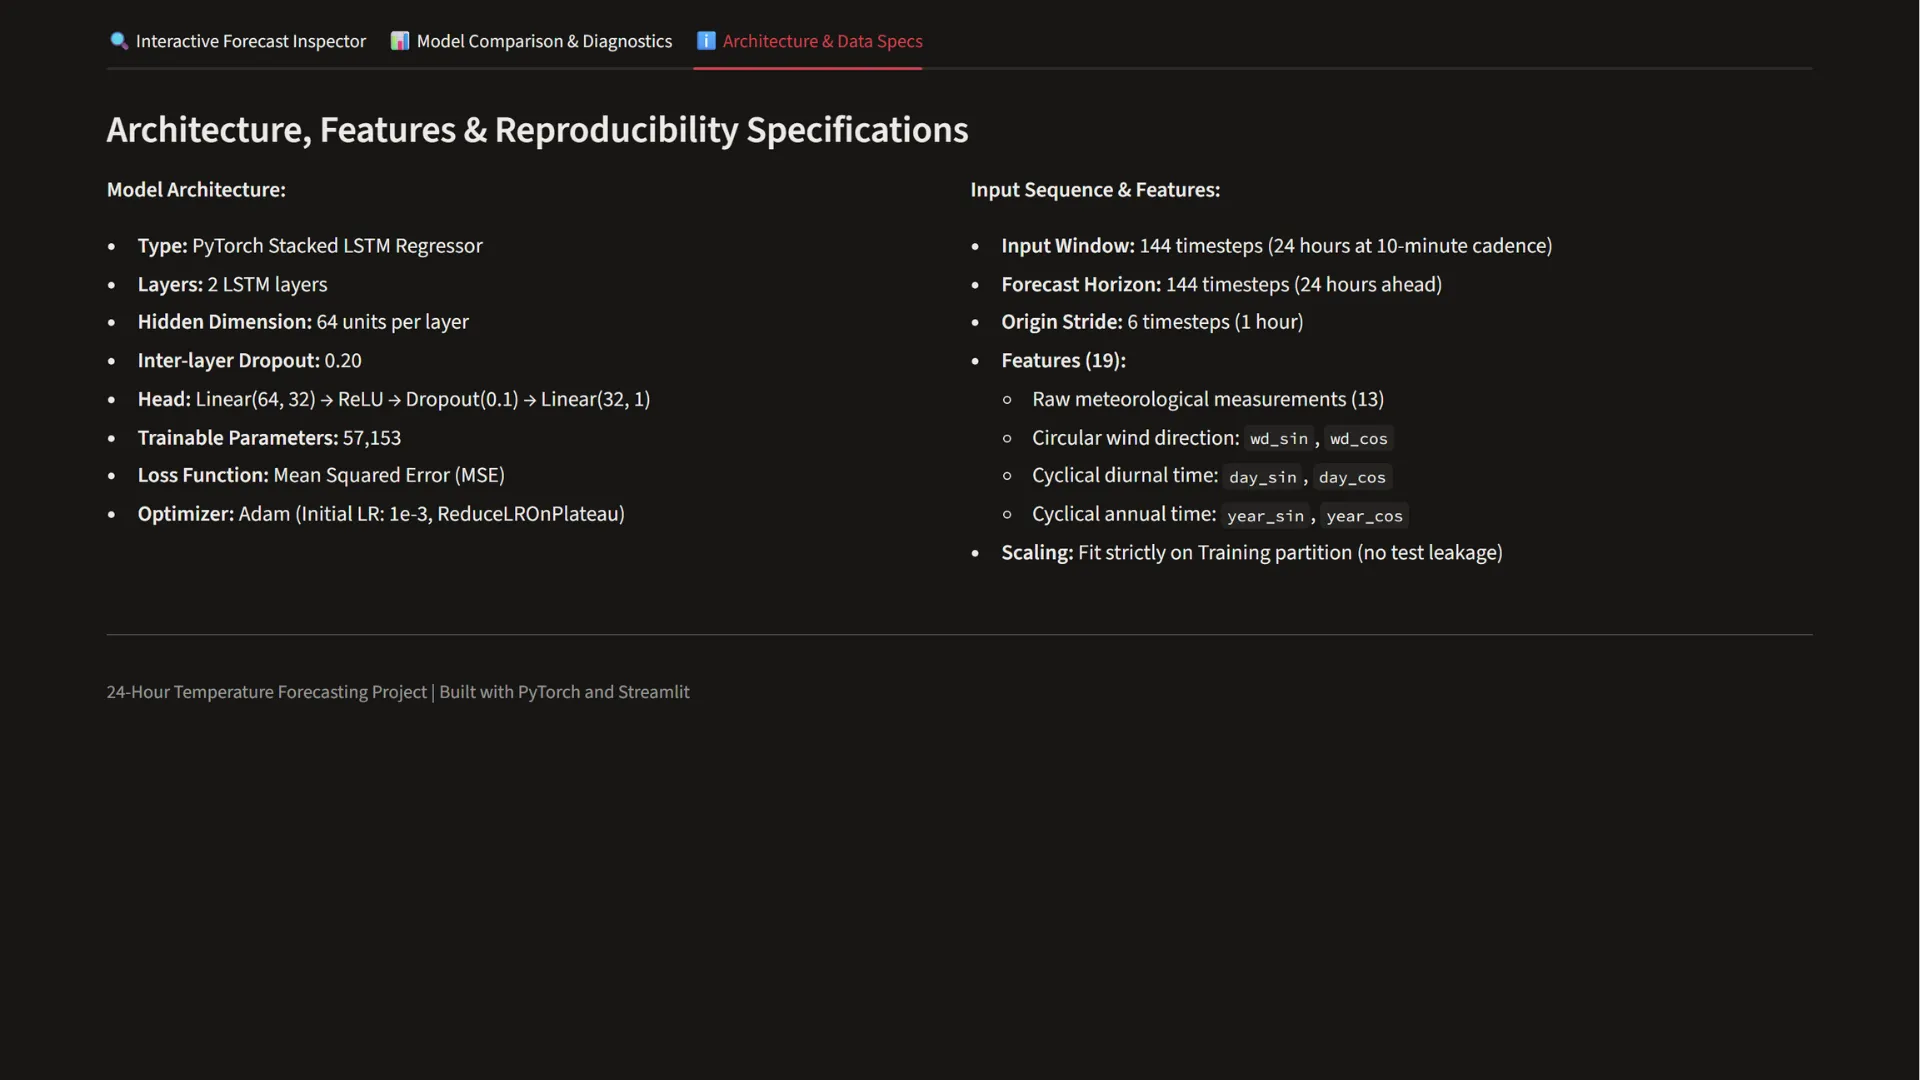 🔍 Interactive Forecast Inspector 📊 Model Comparison & Diagnostics ℹ️ Architecture & Data Specs
Architecture, Features & Reproducibility Specifications
Model Architecture:
• Type: PyTorch Stacked LSTM Regressor
• Layers: 2 LSTM layers
• Hidden Dimension: 64 units per layer
• Inter-layer Dropout: 0.20
• Head: Linear(64, 32) → ReLU → Dropout(0.1) → Linear(32, 1)
• Trainable Parameters: 57,153
• Loss Function: Mean Squared Error (MSE)
• Optimizer: Adam (Initial LR: 1e-3, ReduceLROnPlateau)
Input Sequence & Features:
• Input Window: 144 timesteps (24 hours at 10-minute cadence)
• Forecast Horizon: 144 timesteps (24 hours ahead)
• Origin Stride: 6 timesteps (1 hour)
• Features (19):
◦ Raw meteorological measurements (13)
◦ Circular wind direction: wd_sin, wd_cos
◦ Cyclical diurnal time: day_sin, day_cos
◦ Cyclical annual time: year_sin, year_cos
• Scaling: Fit strictly on Training partition (no test leakage)
24-Hour Temperature Forecasting Project | Built with PyTorch and Streamlit